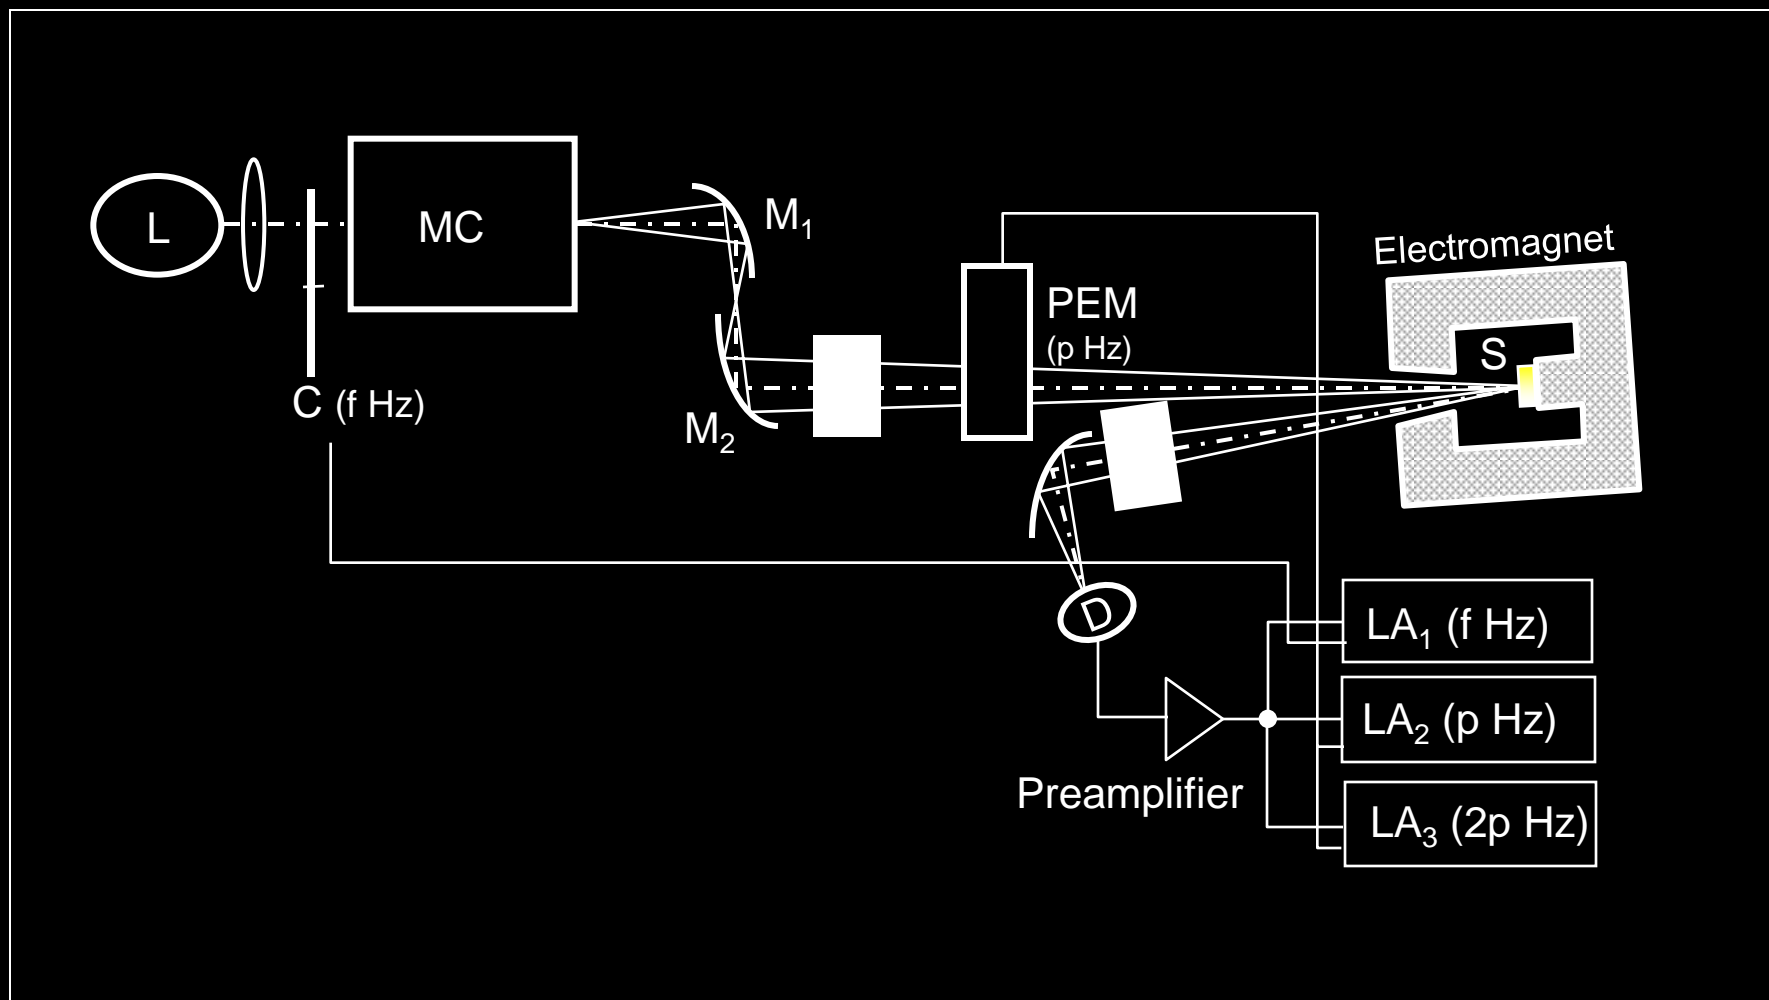 L
MC
M₁
C (f Hz)
M₂
PEM
(p Hz)
Electromagnet
S
D
Preamplifier
LA₁ (f Hz)
LA₂ (p Hz)
LA₃ (2p Hz)